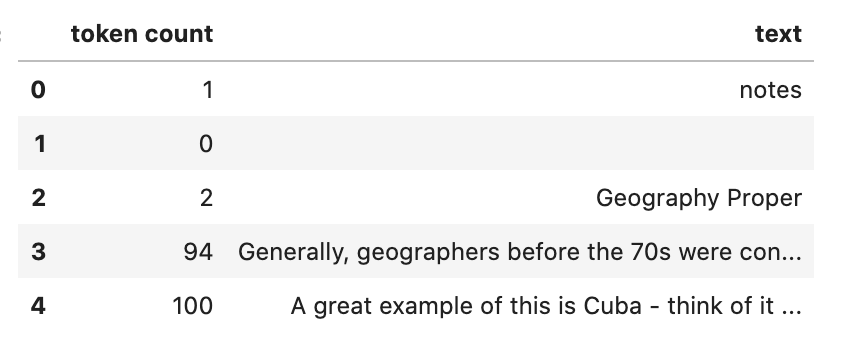 token count text
0 1 notes
1 0
2 2 Geography Proper
3 94 Generally, geographers before the 70s were con...
4 100 A great example of this is Cuba - think of it ...